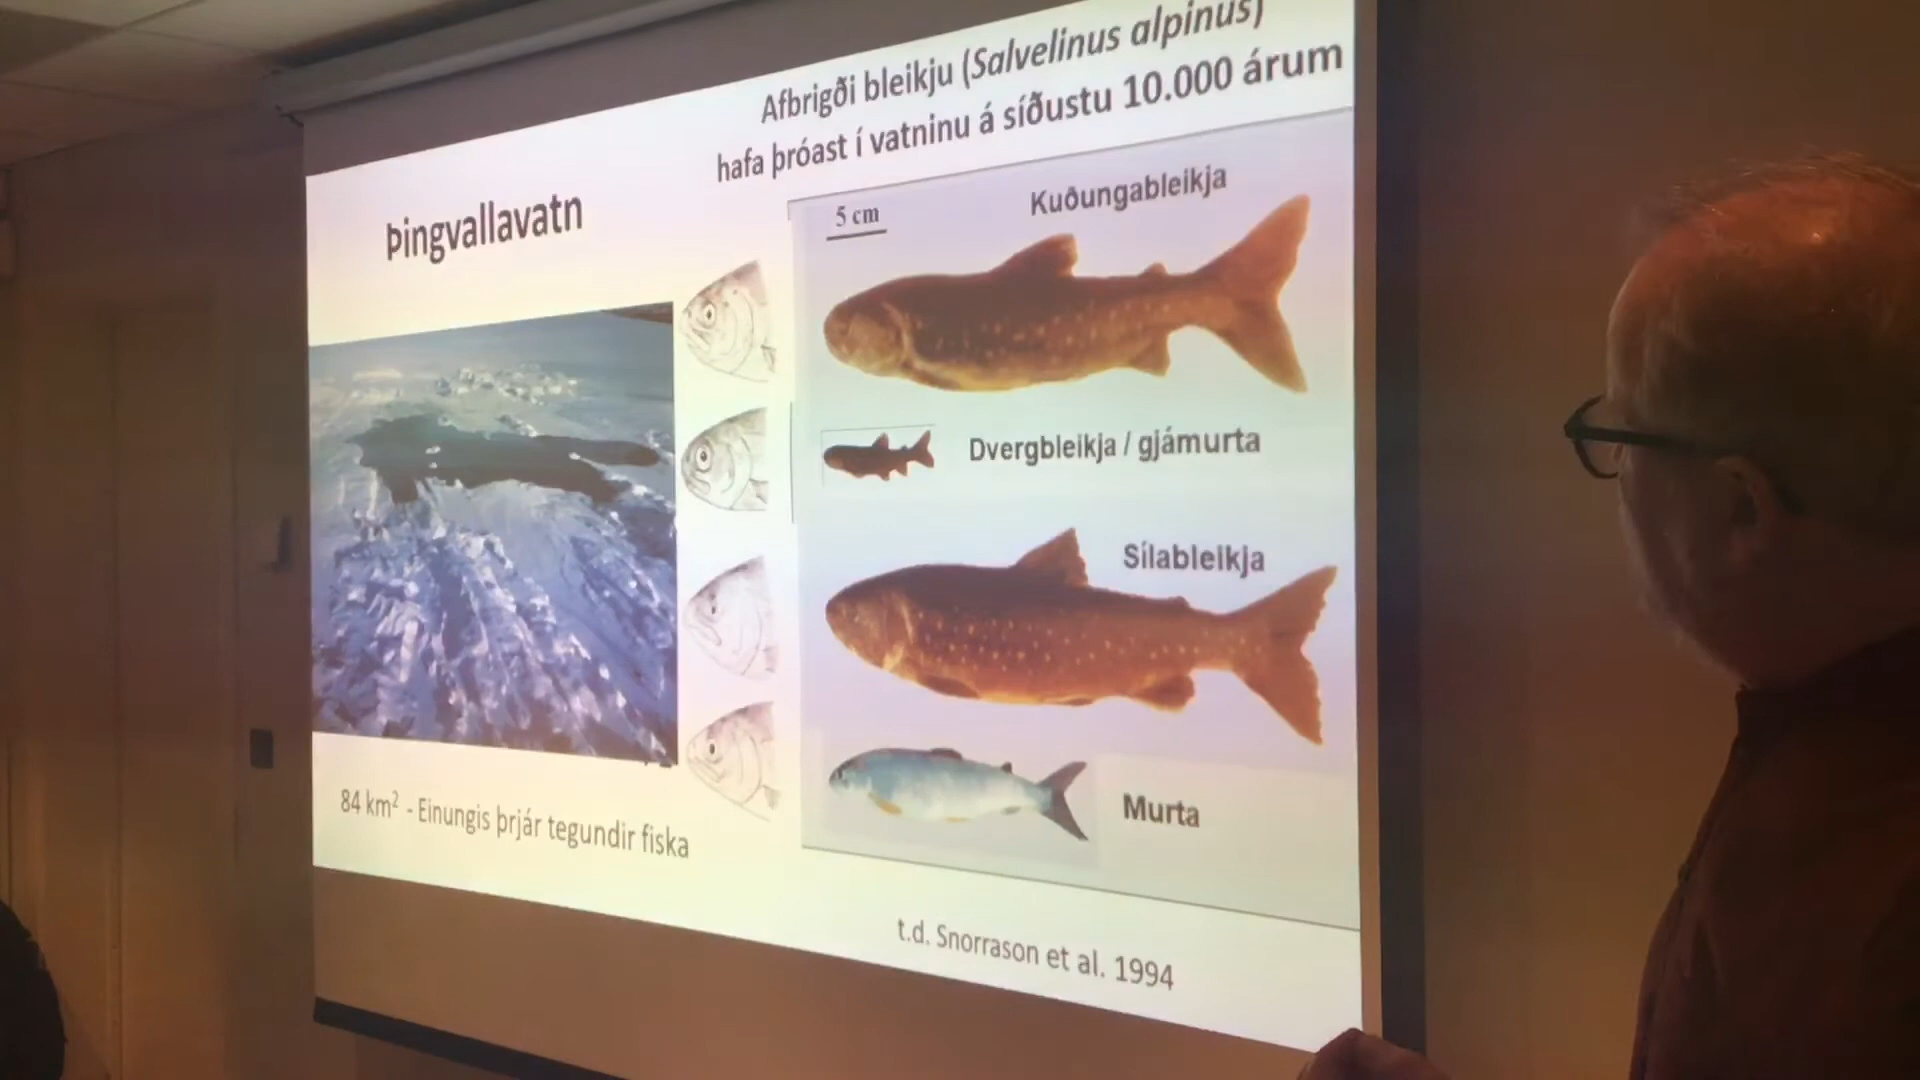 Afbrigði bleikju (Salvelinus alpinus)
hafa þróast í vatninu á síðustu 10.000 árum
Þingvallavatn
5 cm
Kuðungableikja
Dvergbleikja / gjámurta
Sílableikja
Murta
84 km² - Einungis þrjár tegundir fiska
t.d. Snorrason et al. 1994